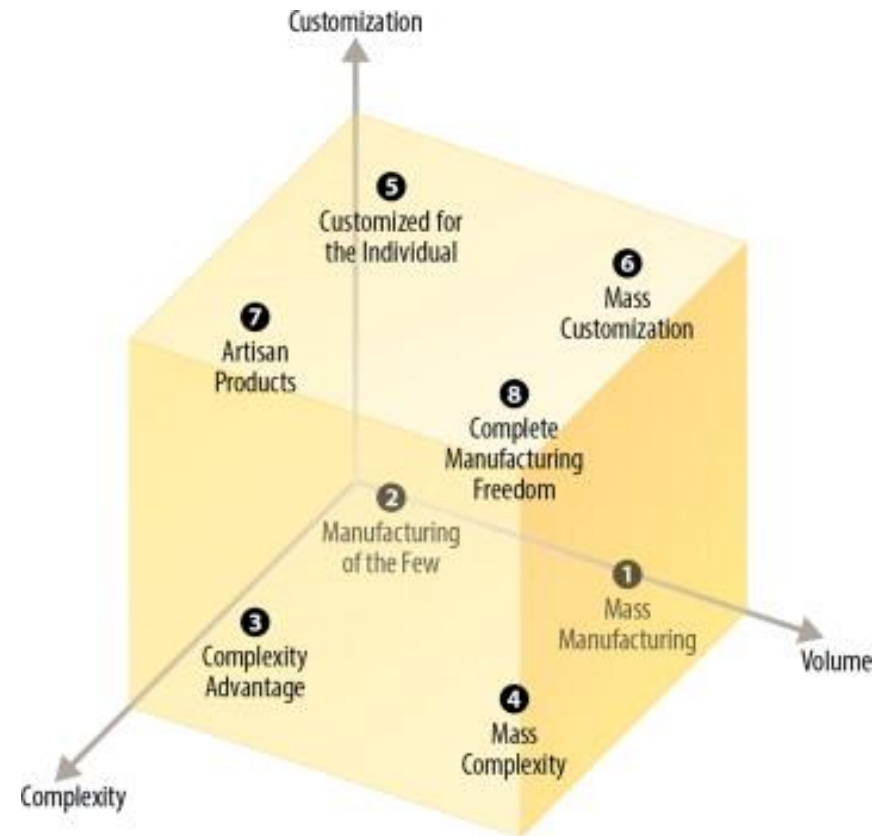 Customization
5
Customized for
the Individual
6
Mass
Customization
7
Artisan
Products
8
Complete
Manufacturing
Freedom
2
Manufacturing
of the Few
1
Mass
Manufacturing
3
Complexity
Advantage
Volume
4
Mass
Complexity
Complexity